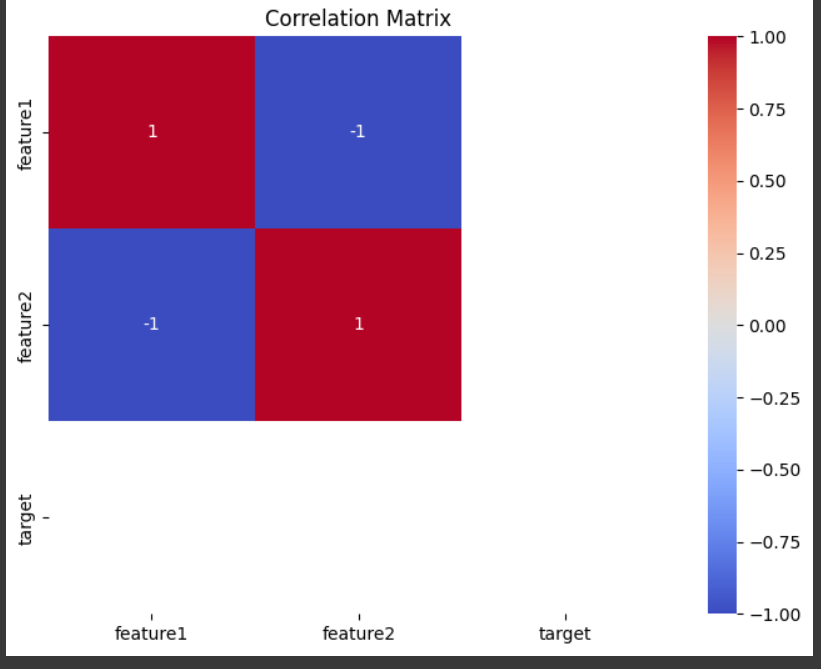 Correlation Matrix
feature1
1
-1
feature2
-1
1
target
feature1
feature2
target
1.00
0.75
0.50
0.25
0.00
−0.25
−0.50
−0.75
−1.00